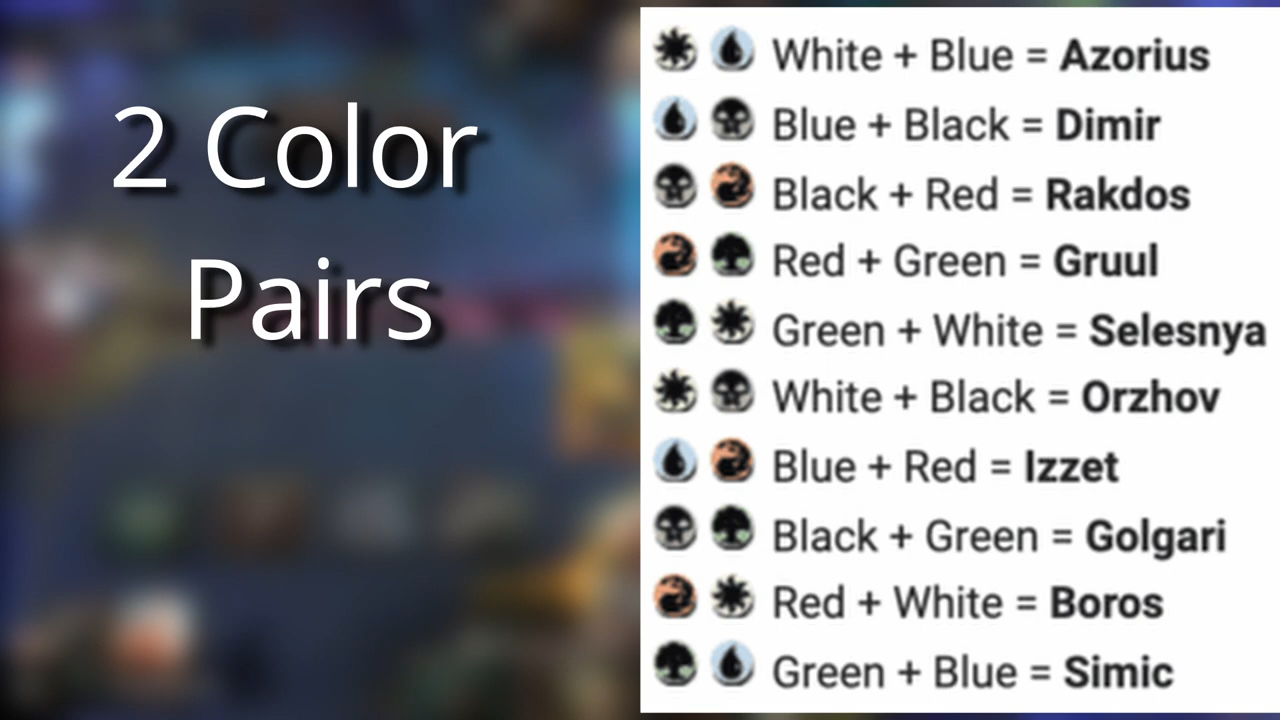 2 Color
Pairs
White + Blue = Azorius
Blue + Black = Dimir
Black + Red = Rakdos
Red + Green = Gruul
Green + White = Selesnya
White + Black = Orzhov
Blue + Red = Izzet
Black + Green = Golgari
Red + White = Boros
Green + Blue = Simic